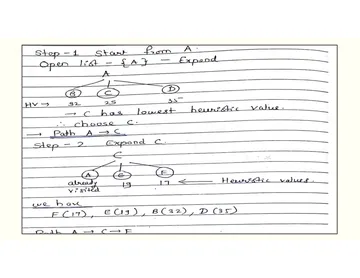 Step-1 Start from A.
Open list - {A} - Expand
A
B C D
HV → 32 25 35
→ C has lowest heuristic value.
∴ choose C.
→ Path A → C
Step - 2 Expand C.
C
A E F
already visited 19 17 ← Heuristic values.
we have
F(17), E(19), B(32), D(35)
Path A → C → F